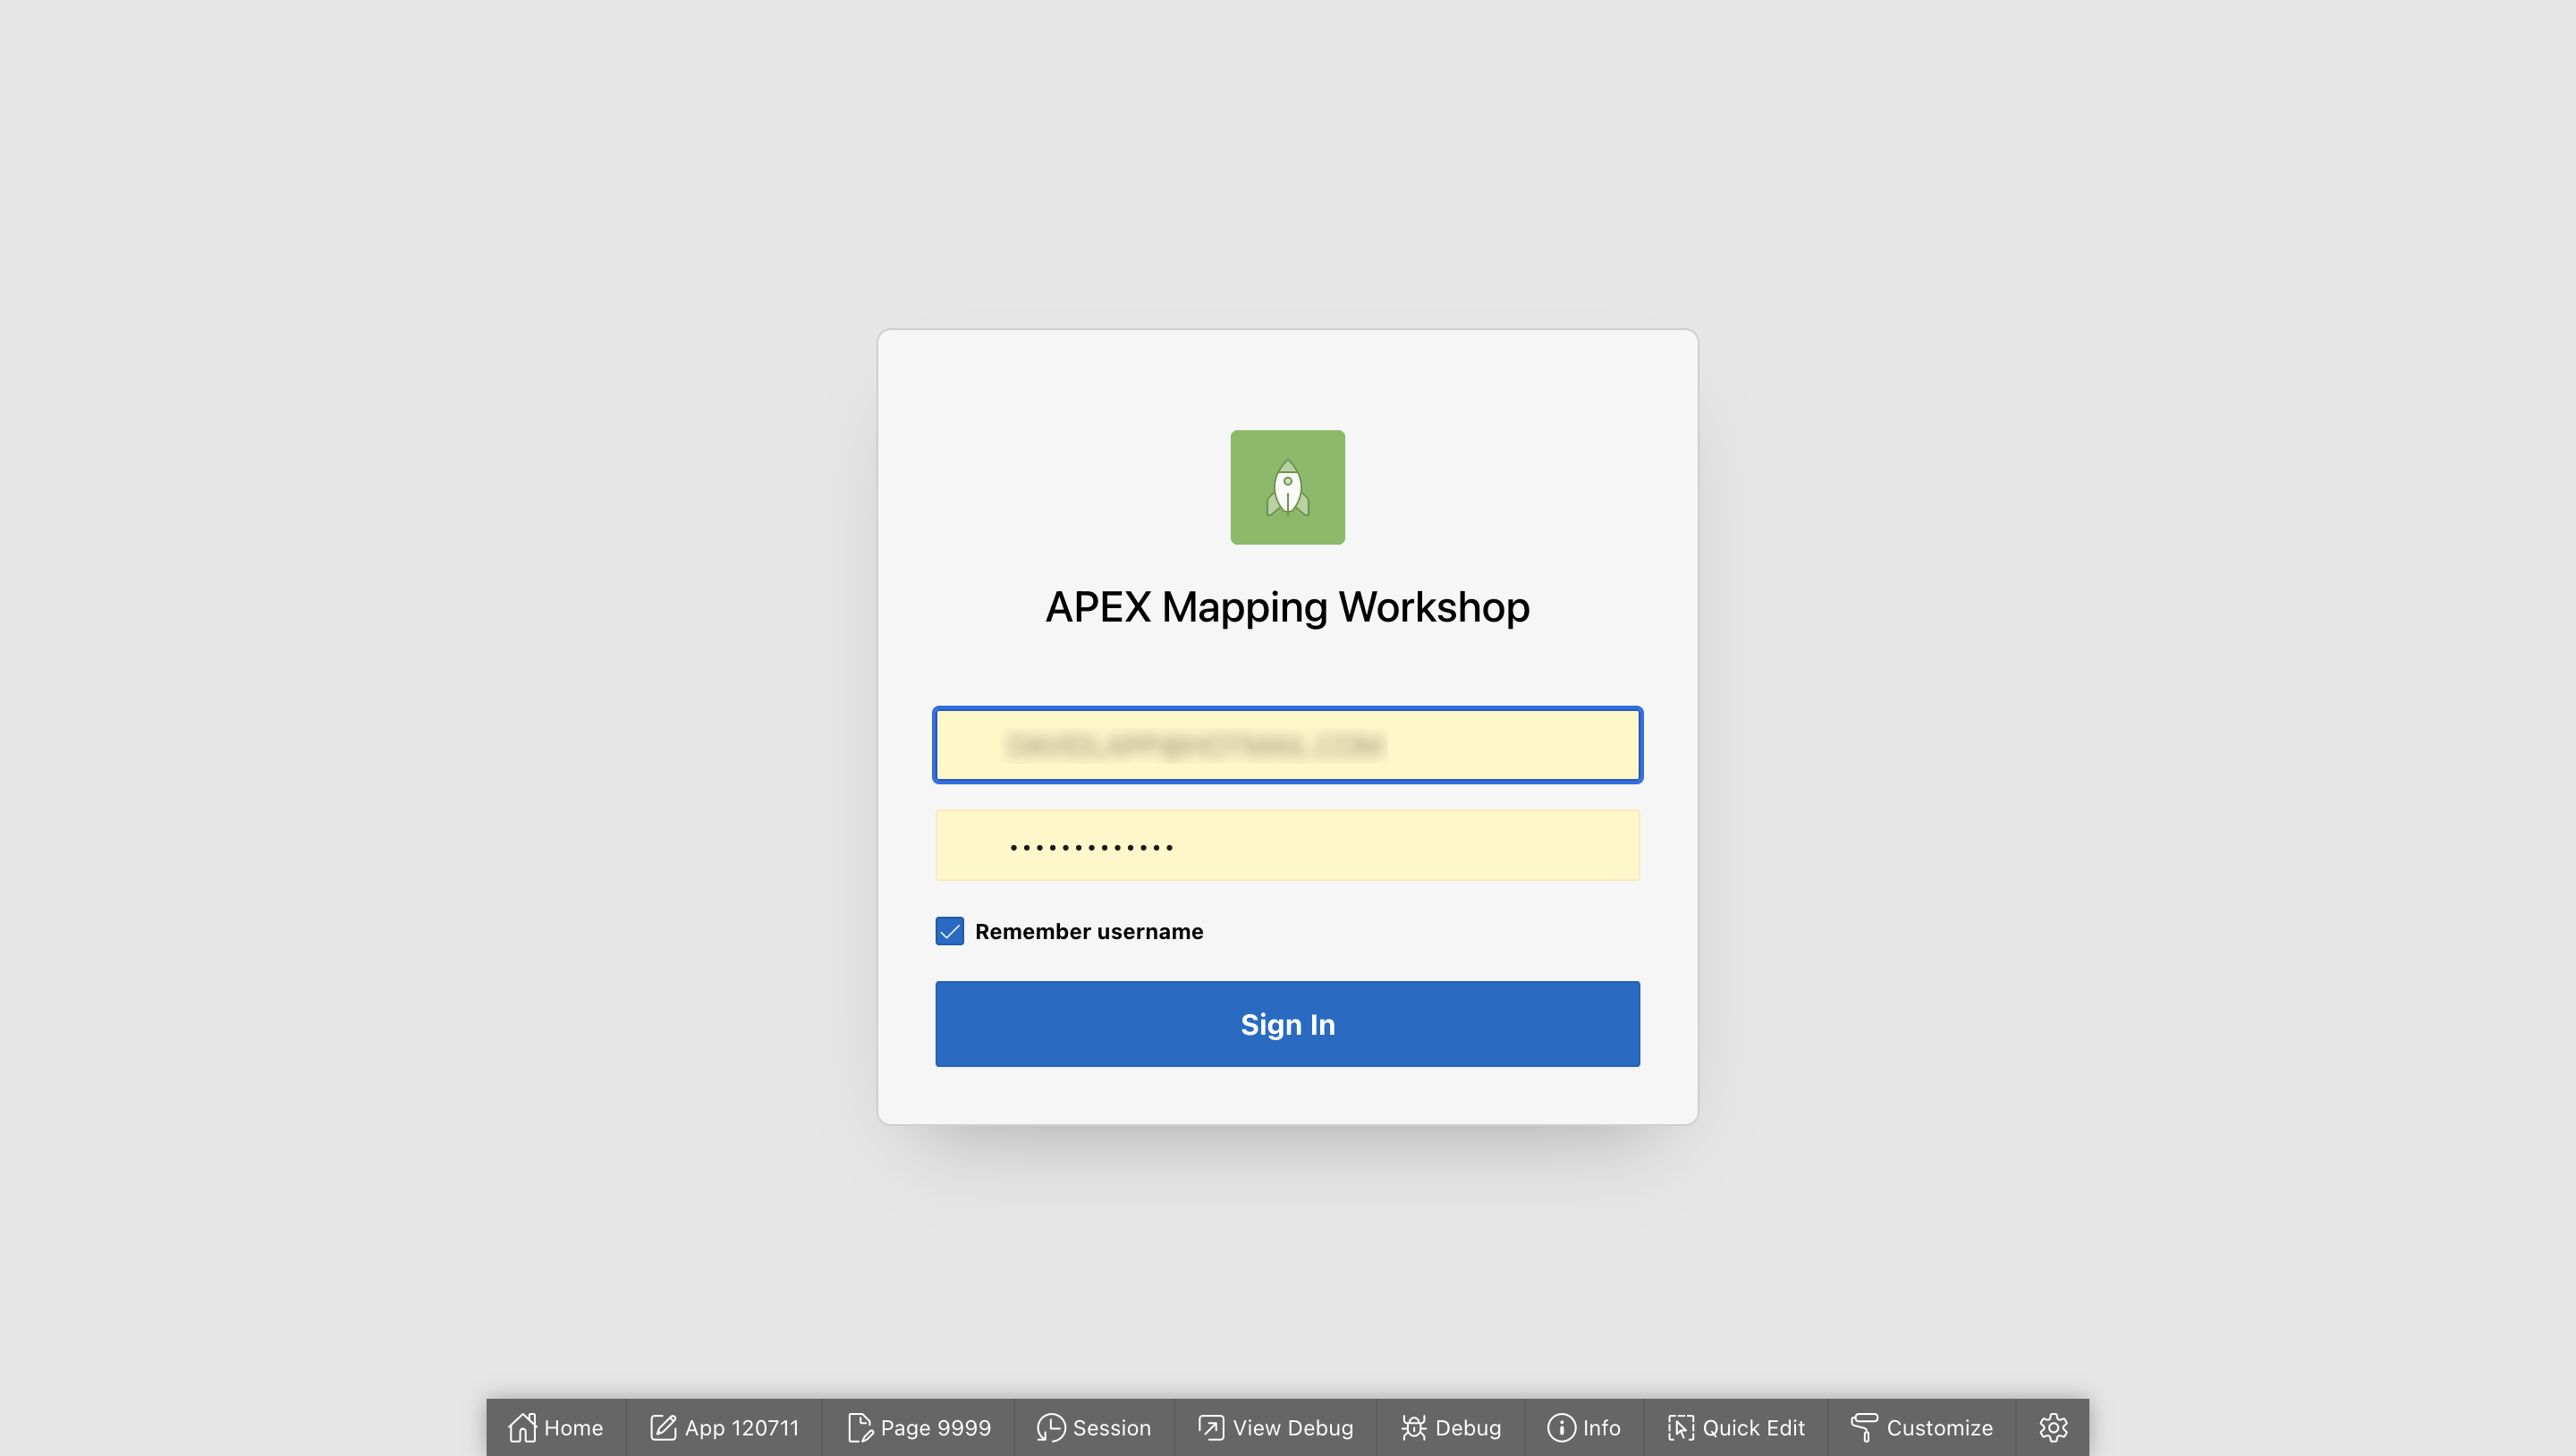 APEX Mapping Workshop
•••••••••••••
Remember username
Sign In
Home App 120711 Page 9999 Session View Debug Debug Info Quick Edit Customize